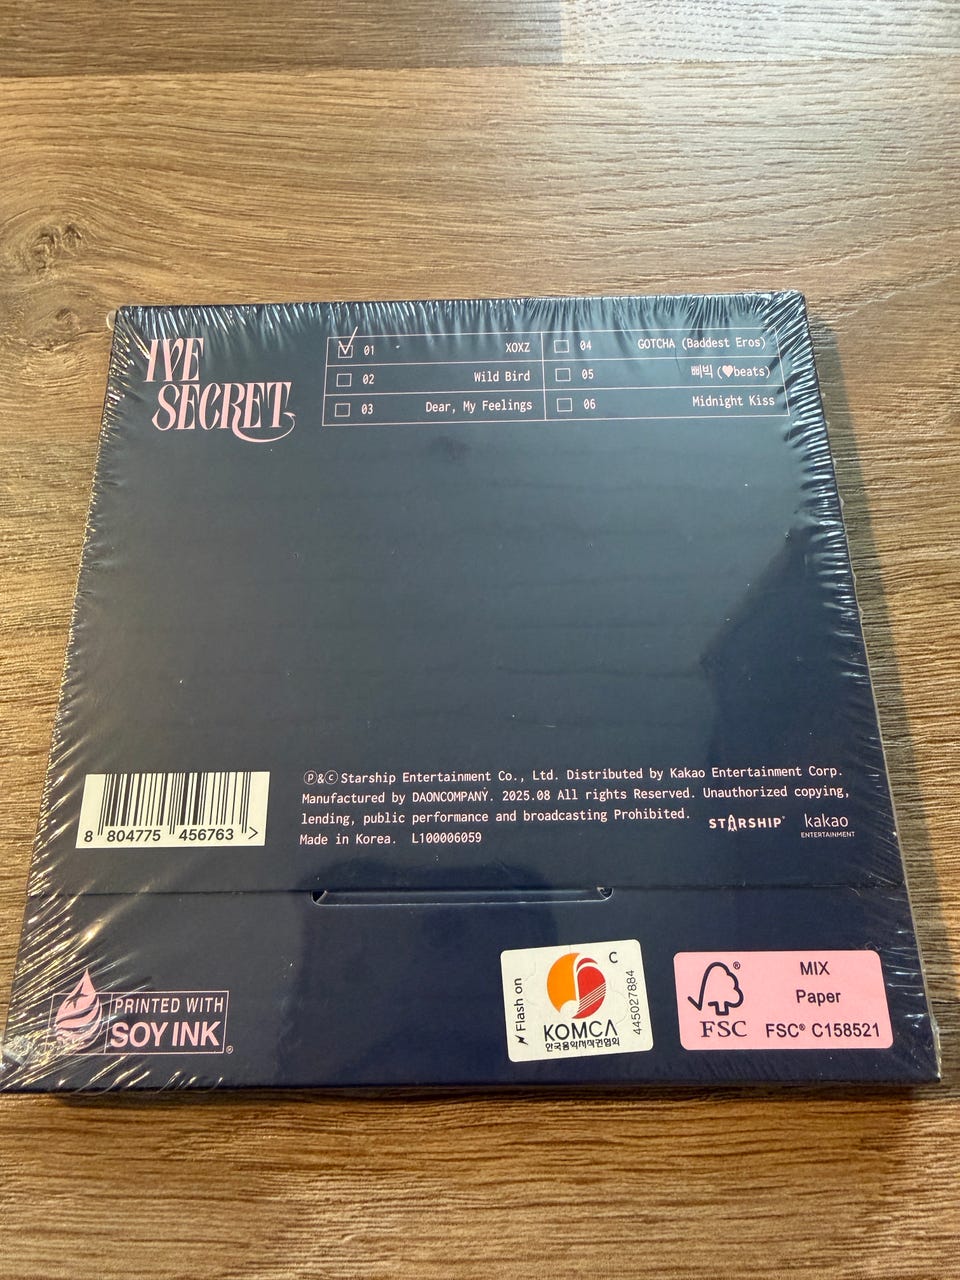 IVE
SECRET
01 XOXZ
02 Wild Bird
03 Dear, My Feelings
04 GOTCHA (Baddest Eros)
05 삐빅 (♥beats)
06 Midnight Kiss
8 804775 456763 >
Ⓟ&Ⓒ Starship Entertainment Co., Ltd. Distributed by Kakao Entertainment Corp.
Manufactured by DAONCOMPANY. 2025.08 All rights Reserved. Unauthorized copying,
lending, public performance and broadcasting Prohibited.
Made in Korea. L100006059
STARSHIP
kakao
ENTERTAINMENT
PRINTED WITH
SOY INK®
Flash on
C
KOMCA
한국음악저작권협회
445027884
®
FSC
MIX
Paper
FSC® C158521